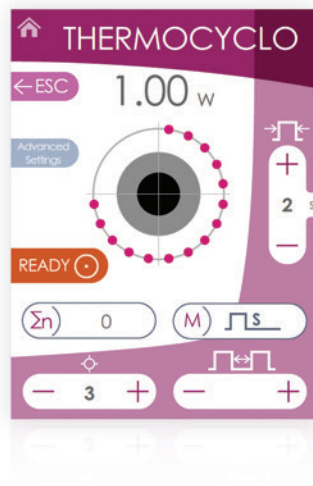 THERMOCYCLO
← ESC
1.00 w
Advanced
Settings
+
2 s
−
READY
Σn) 0
M) S
− 3 +
− +